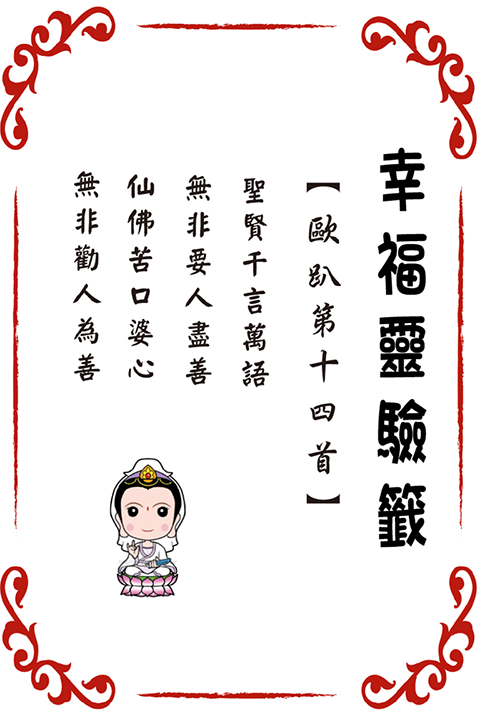 幸福靈驗籤
【歐趴第十四首】
聖賢千言萬語
無非要人盡善
仙佛苦口婆心
無非勸人為善